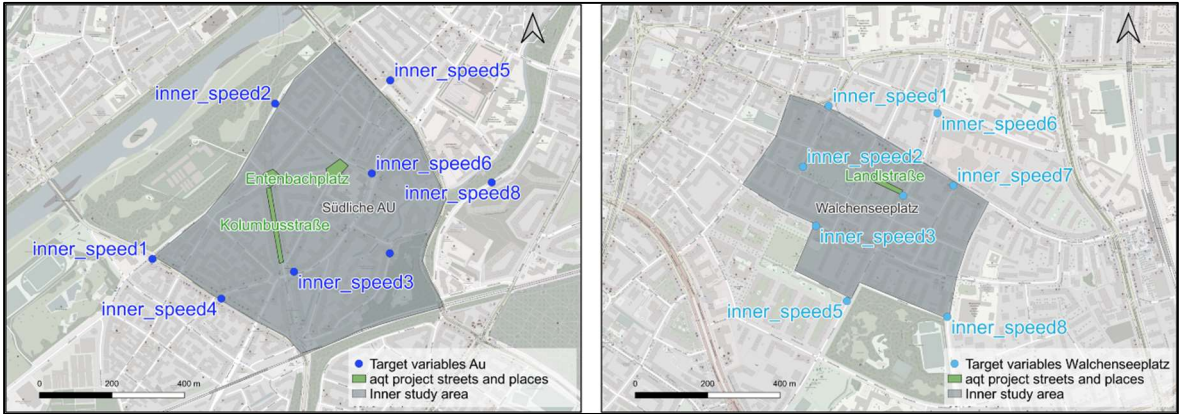 inner_speed5
inner_speed2
inner_speed6
Entenbachplatz
inner_speed8
Südliche AU
Kolumbusstraße
inner_speed1
inner_speed3
inner_speed4
Target variables Au
aqt project streets and places
Inner study area
0 200 400 m
inner_speed1
inner_speed6
inner_speed2
Landlstraße
inner_speed7
Walchenseeplatz
inner_speed3
inner_speed5
inner_speed8
Target variables Walchenseeplatz
aqt project streets and places
Inner study area
0 200 400 m